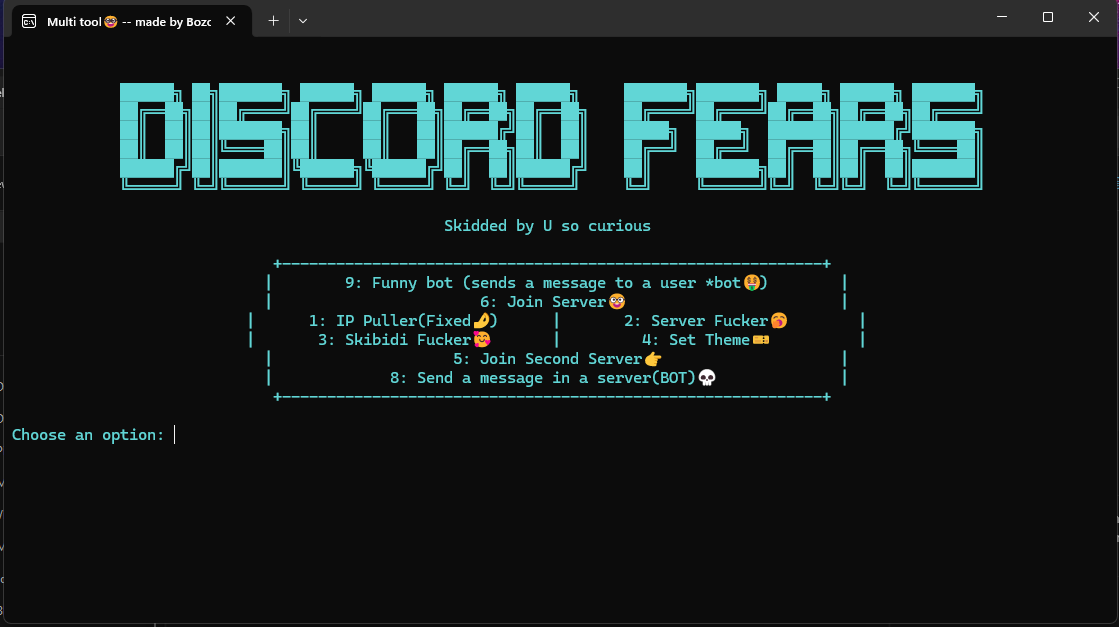 Multi tool🤓 -- made by Bozo
DISCORD FEARS
Skidded by U so curious
9: Funny bot (sends a message to a user *bot🤑)
6: Join Server🤓
1: IP Puller(Fixed🤌) | 2: Server Fucker🥱
3: Skibidi Fucker🥰 | 4: Set Theme🎫
5: Join Second Server👉
8: Send a message in a server(BOT)💀
Choose an option: